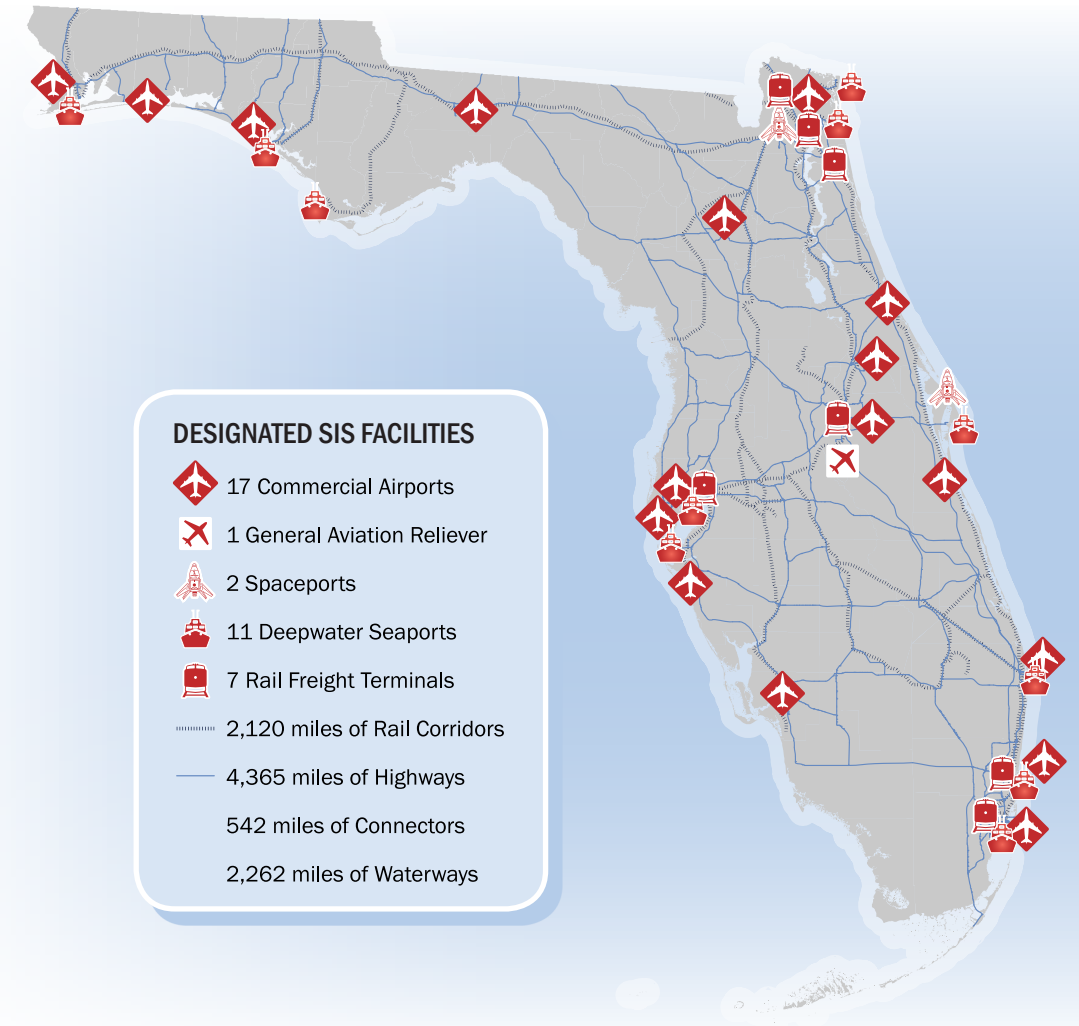 DESIGNATED SIS FACILITIES
17 Commercial Airports
1 General Aviation Reliever
2 Spaceports
11 Deepwater Seaports
7 Rail Freight Terminals
2,120 miles of Rail Corridors
4,365 miles of Highways
542 miles of Connectors
2,262 miles of Waterways